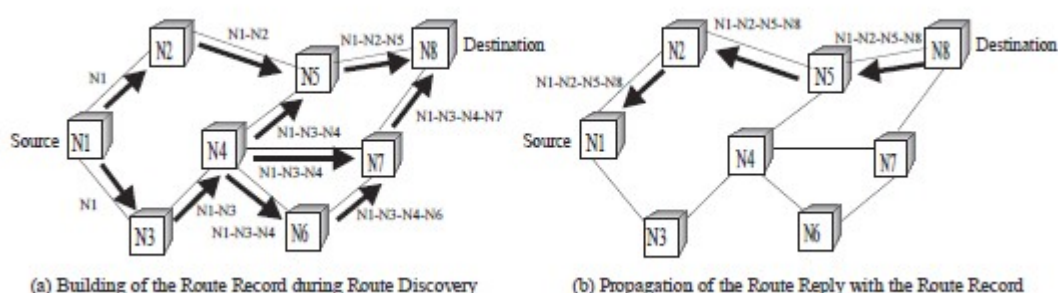 N1-N2
N1-N2-N5
N2
N8
Destination
N1
N5
Source
N1
N1-N3-N4
N1-N3-N4-N7
N4
N7
N1-N3-N4
N1
N1-N3
N1-N3-N4
N3
N6
N1-N3-N4-N6
(a) Building of the Route Record during Route Discovery
N1-N2-N5-N8
N1-N2-N5-N8
N2
N8
Destination
N5
N1-N2-N5-N8
Source
N1
N4
N7
N3
N6
(b) Propagation of the Route Reply with the Route Record